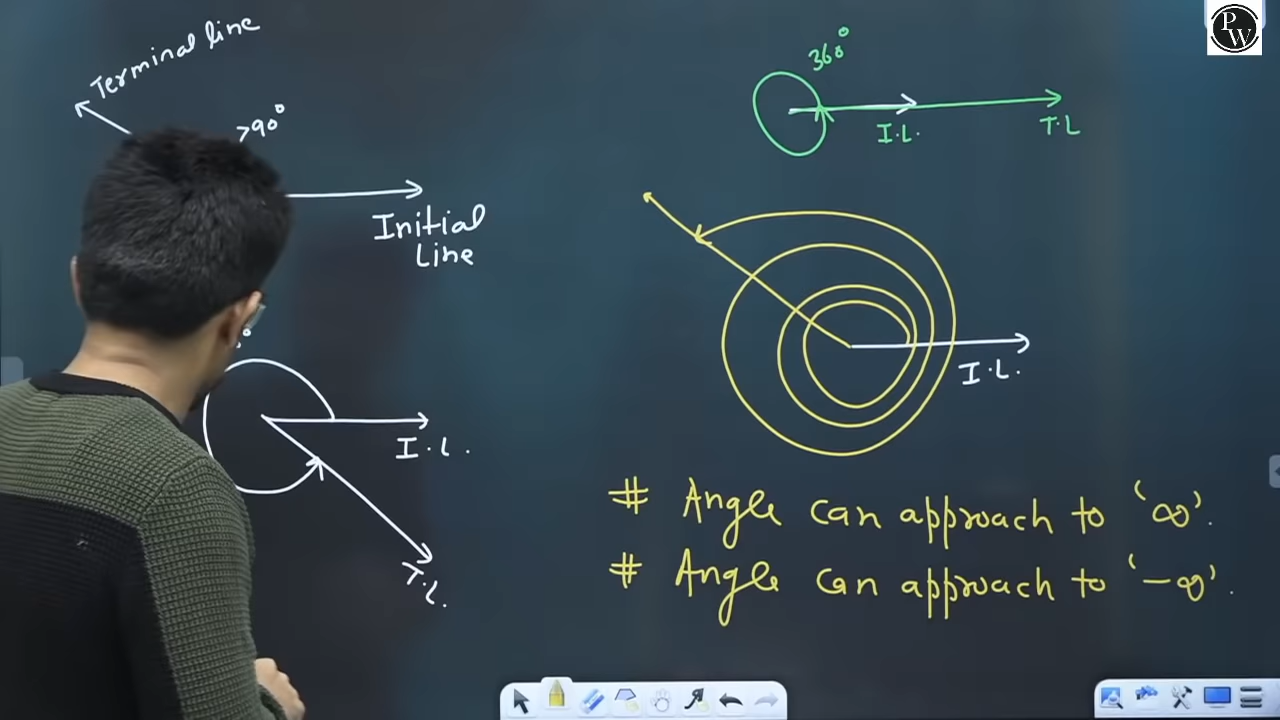 Terminal line
>90°
Initial
Line
I.L.
T.L.
360°
I.L.
T.L
I.L.
# Angle can approach to '∞'.
# Angle can approach to '-∞'.
PW